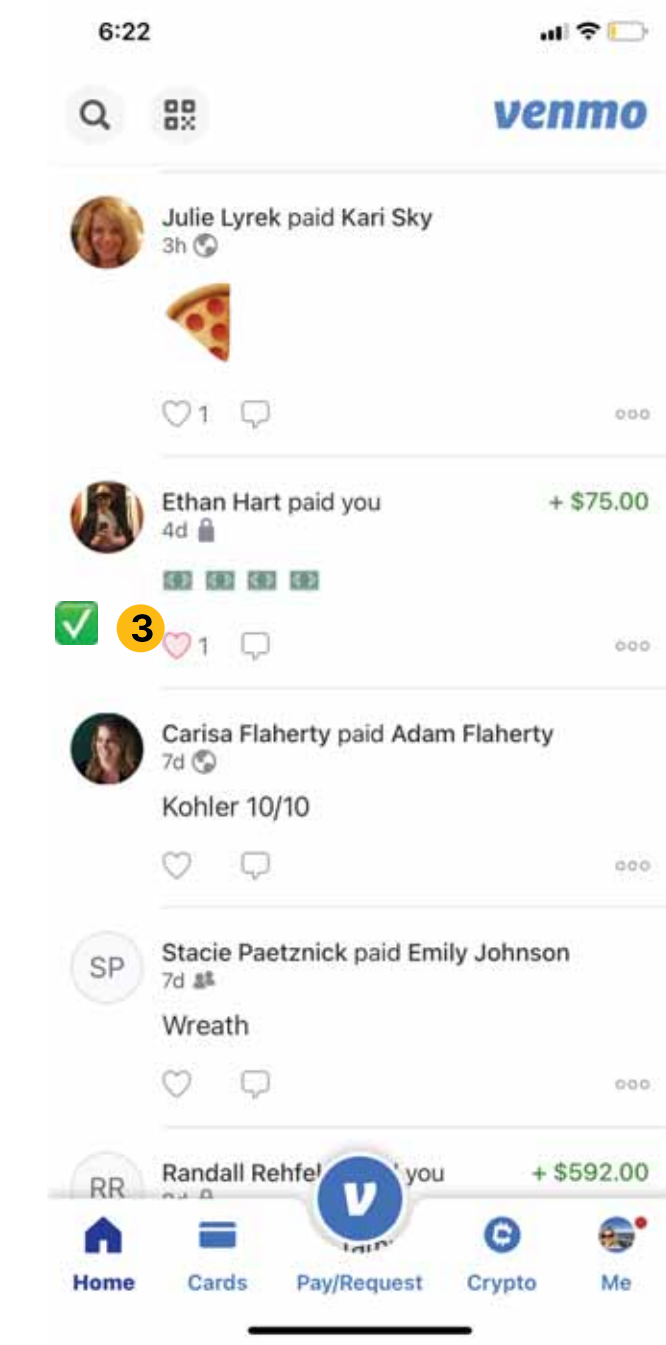 6:22
venmo
Julie Lyrek paid Kari Sky
3h
1
Ethan Hart paid you + $75.00
4d
3 1
Carisa Flaherty paid Adam Flaherty
7d
Kohler 10/10
SP Stacie Paetznick paid Emily Johnson
7d
Wreath
RR Randall you + $592.00
Home Cards Pay/Request Crypto Me